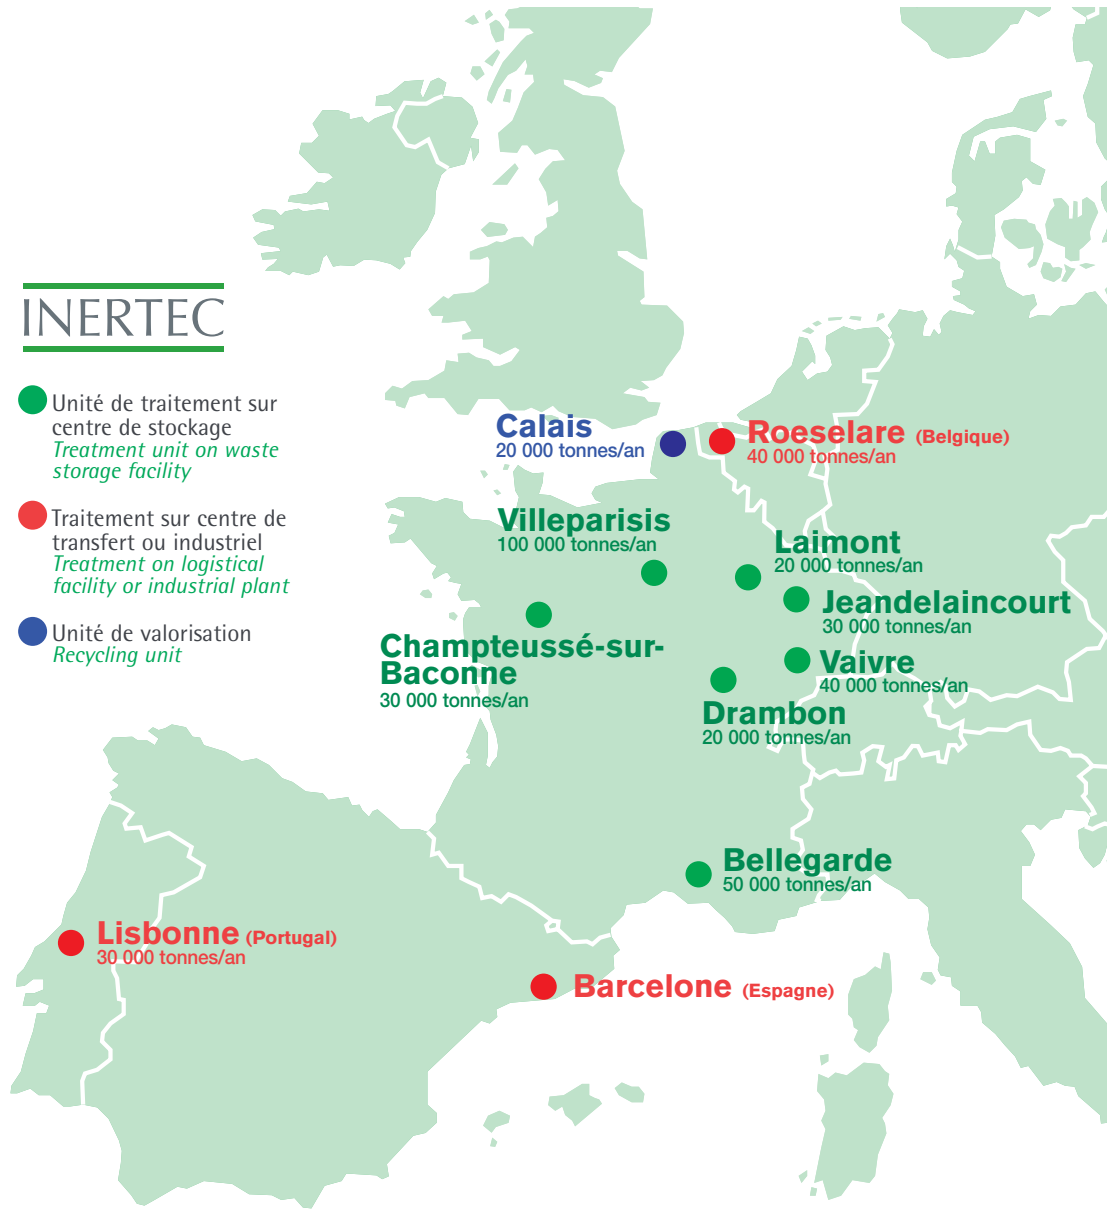 INERTEC
Unité de traitement sur
centre de stockage
Treatment unit on waste
storage facility
Traitement sur centre de
transfert ou industriel
Treatment on logistical
facility or industrial plant
Unité de valorisation
Recycling unit
Calais
20 000 tonnes/an
Roeselare (Belgique)
40 000 tonnes/an
Villeparisis
100 000 tonnes/an
Laimont
20 000 tonnes/an
Jeandelaincourt
30 000 tonnes/an
Champteussé-sur-
Baconne
30 000 tonnes/an
Vaivre
40 000 tonnes/an
Drambon
20 000 tonnes/an
Bellegarde
50 000 tonnes/an
Lisbonne (Portugal)
30 000 tonnes/an
Barcelone (Espagne)